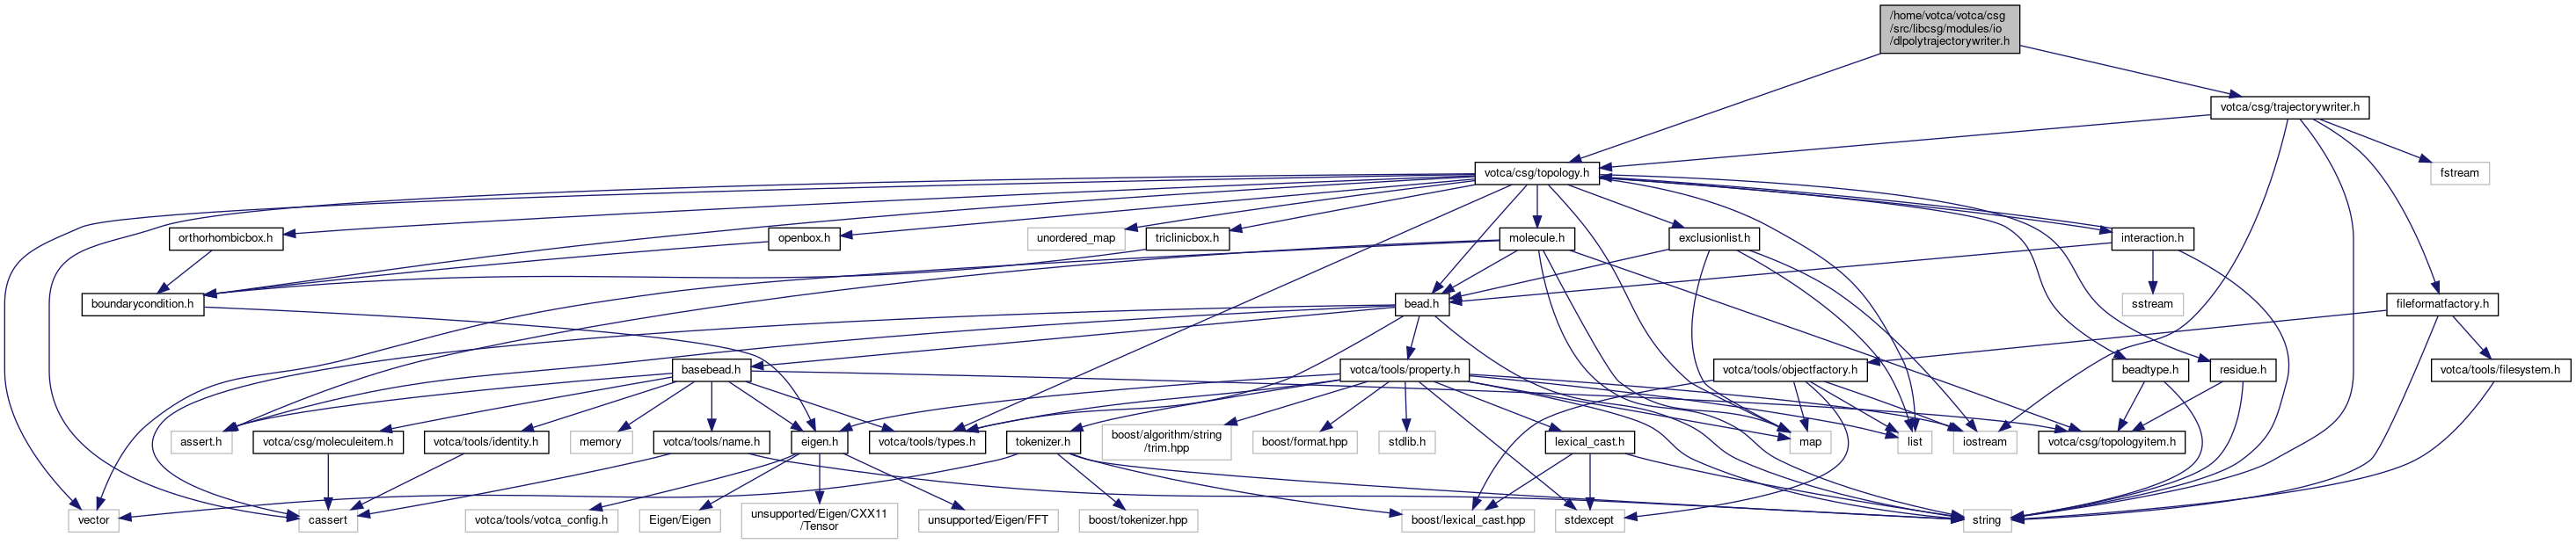 /home/votca/votca/csg
/src/libcsg/modules/io
/dlpolytrajectorywriter.h
votca/csg/trajectorywriter.h
votca/csg/topology.h
fstream
orthorhombicbox.h
openbox.h
unordered_map
triclinicbox.h
molecule.h
exclusionlist.h
interaction.h
boundarycondition.h
bead.h
sstream
fileformatfactory.h
basebead.h
votca/tools/property.h
votca/tools/objectfactory.h
beadtype.h
residue.h
votca/tools/filesystem.h
assert.h
votca/csg/moleculeitem.h
votca/tools/identity.h
memory
votca/tools/name.h
eigen.h
votca/tools/types.h
tokenizer.h
boost/algorithm/string
/trim.hpp
boost/format.hpp
stdlib.h
lexical_cast.h
map
list
iostream
votca/csg/topologyitem.h
vector
cassert
votca/tools/votca_config.h
Eigen/Eigen
unsupported/Eigen/CXX11
/Tensor
unsupported/Eigen/FFT
boost/tokenizer.hpp
boost/lexical_cast.hpp
stdexcept
string